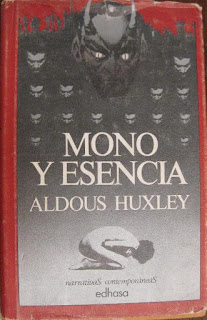 MONO
Y ESENCIA
ALDOUS HUXLEY
narrativaS contemporáneaS
edhasa